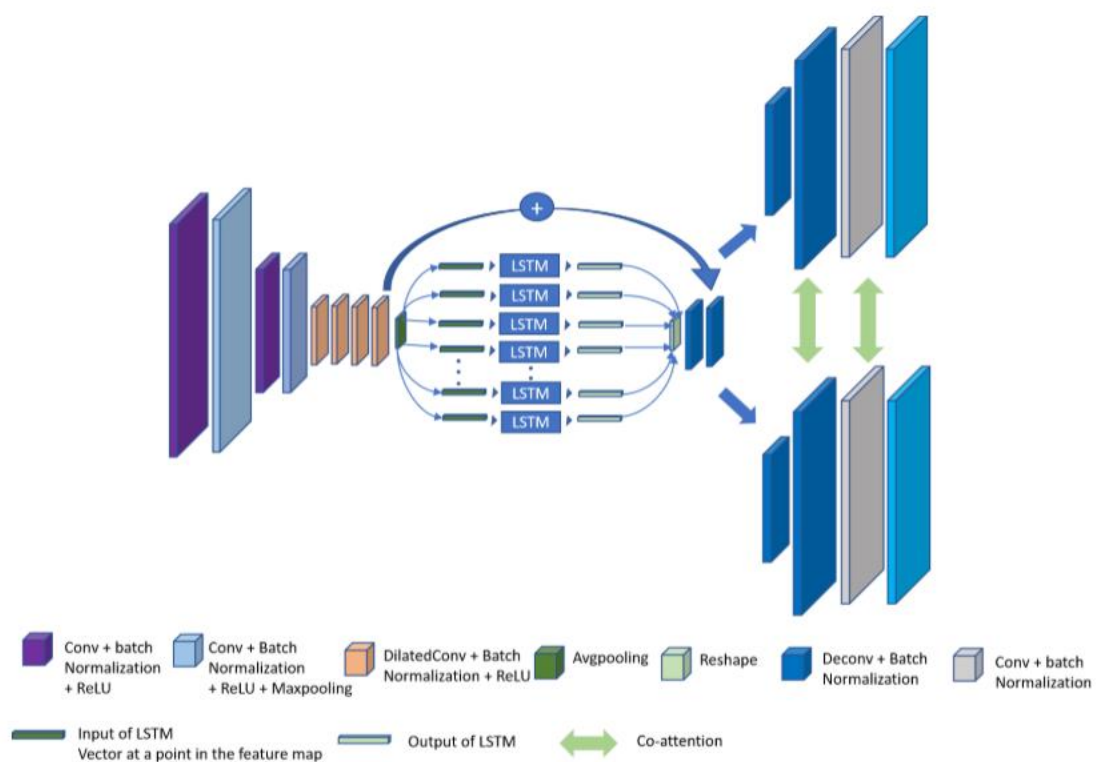 +
LSTM
LSTM
LSTM
LSTM
LSTM
LSTM
Conv + batch
Normalization
+ ReLU
Conv + Batch
Normalization
+ ReLU + Maxpooling
DilatedConv + Batch
Normalization + ReLU
Avgpooling
Reshape
Deconv + Batch
Normalization
Conv + batch
Normalization
Input of LSTM
Vector at a point in the feature map
Output of LSTM
Co-attention